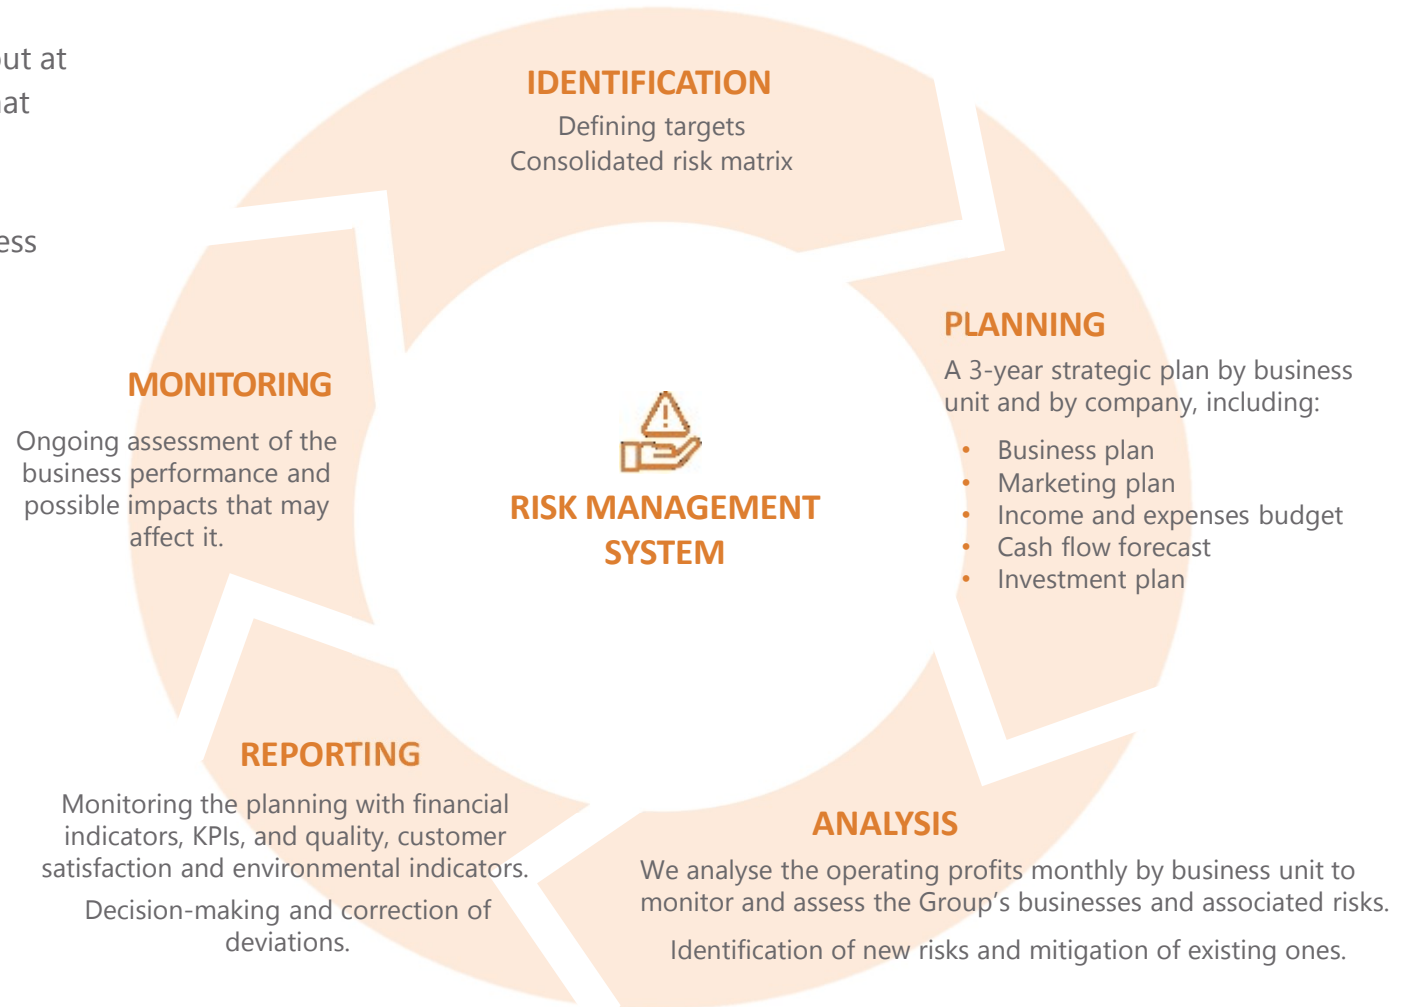 out at
hat
ess
IDENTIFICATION
Defining targets
Consolidated risk matrix
PLANNING
A 3-year strategic plan by business
unit and by company, including:
• Business plan
• Marketing plan
• Income and expenses budget
• Cash flow forecast
• Investment plan
ANALYSIS
We analyse the operating profits monthly by business unit to
monitor and assess the Group’s businesses and associated risks.
Identification of new risks and mitigation of existing ones.
REPORTING
Monitoring the planning with financial
indicators, KPIs, and quality, customer
satisfaction and environmental indicators.
Decision-making and correction of
deviations.
MONITORING
Ongoing assessment of the
business performance and
possible impacts that may
affect it.
RISK MANAGEMENT
SYSTEM